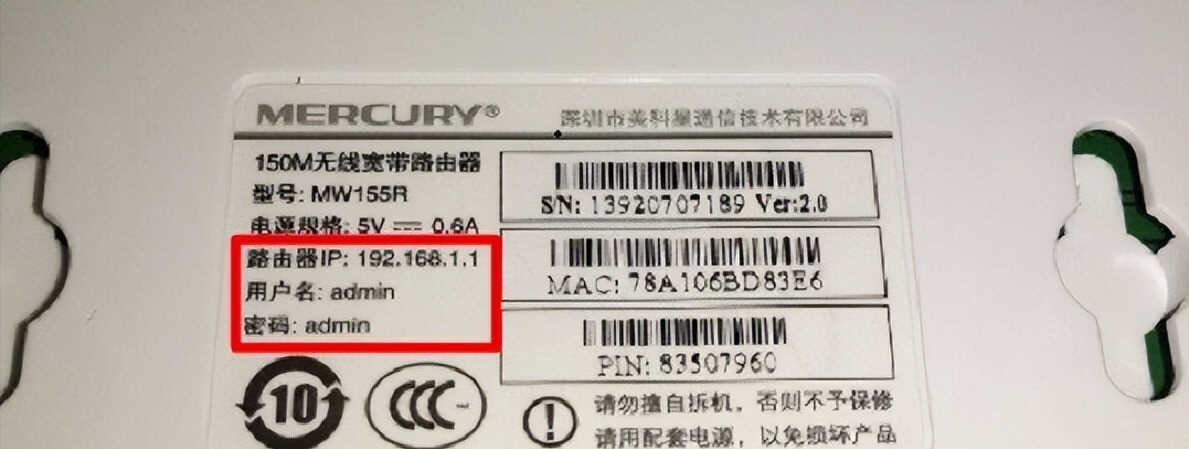 MERCURY® 深圳市美科星通信技术有限公司
150M无线宽带路由器
型号: MW155R
电源规格: 5V ⎓ 0.6A
路由器IP: 192.168.1.1
用户名: admin
密码: admin
S/N: 13920707189 Ver:2.0
MAC: 78A106BD83E6
PIN: 83507960
10
CCC
请勿擅自拆机，否则不予保修
请用配套电源，以免损坏产品